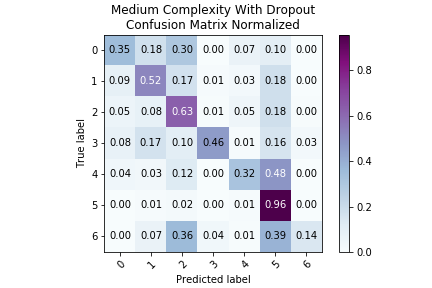 Medium Complexity With Dropout
Confusion Matrix Normalized
0 0.35 0.18 0.30 0.00 0.07 0.10 0.00
1 0.09 0.52 0.17 0.01 0.03 0.18 0.00
2 0.05 0.08 0.63 0.01 0.05 0.18 0.00
3 0.08 0.17 0.10 0.46 0.01 0.16 0.03
4 0.04 0.03 0.12 0.00 0.32 0.48 0.00
5 0.00 0.01 0.02 0.00 0.01 0.96 0.00
6 0.00 0.07 0.36 0.04 0.01 0.39 0.14
0 1 2 3 4 5 6
True label
Predicted label
0.8
0.6
0.4
0.2
0.0